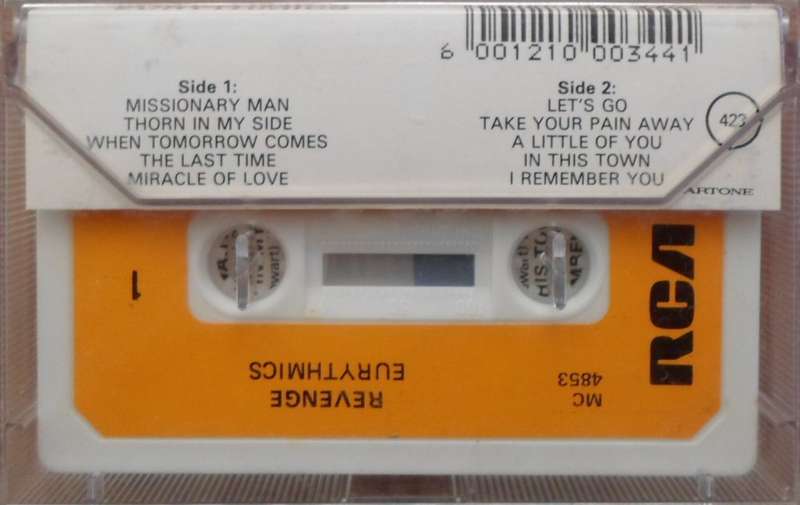 6 001210 003441
Side 1:
MISSIONARY MAN
THORN IN MY SIDE
WHEN TOMORROW COMES
THE LAST TIME
MIRACLE OF LOVE
Side 2:
LET'S GO
TAKE YOUR PAIN AWAY
A LITTLE OF YOU
IN THIS TOWN
I REMEMBER YOU
423
ARTONE
RCA
1
REVENGE
EURYTHMICS
MC
4853